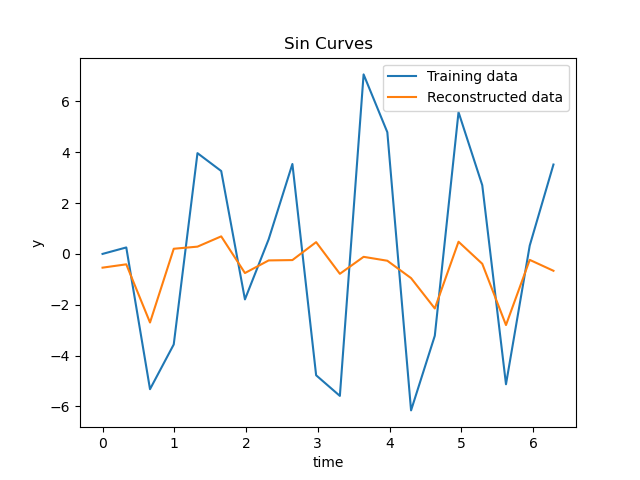 Sin Curves
Training data
Reconstructed data
y
6
4
2
0
−2
−4
−6
0 1 2 3 4 5 6
time